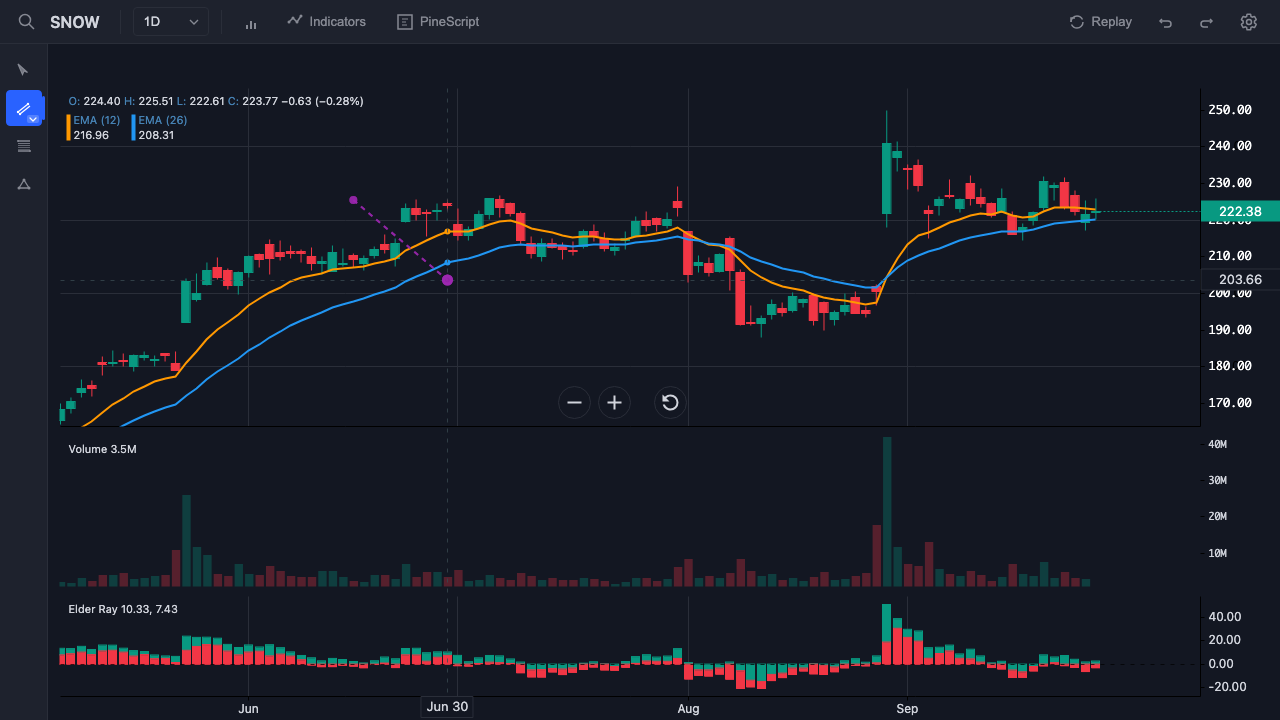 SNOW 1D Indicators PineScript Replay
O: 224.40 H: 225.51 L: 222.61 C: 223.77 −0.63 (−0.28%)
EMA (12) EMA (26)
216.96 208.31
250.00
240.00
230.00
222.38
220.00
210.00
203.66
200.00
190.00
180.00
170.00
Volume 3.5M
40M
30M
20M
10M
Elder Ray 10.33, 7.43
40.00
20.00
0.00
−20.00
Jun Jun 30 Aug Sep